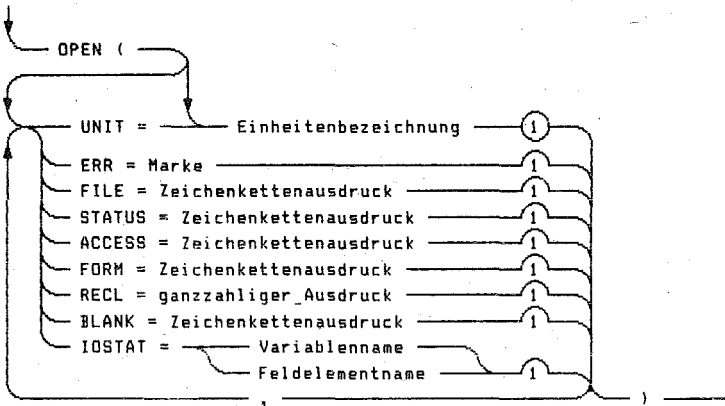 OPEN (
UNIT = Einheitenbezeichnung 1
ERR = Marke 1
FILE = Zeichenkettenausdruck 1
STATUS = Zeichenkettenausdruck 1
ACCESS = Zeichenkettenausdruck 1
FORM = Zeichenkettenausdruck 1
RECL = ganzzahliger_Ausdruck 1
BLANK = Zeichenkettenausdruck 1
IOSTAT = Variablenname
Feldelementname 1
, )